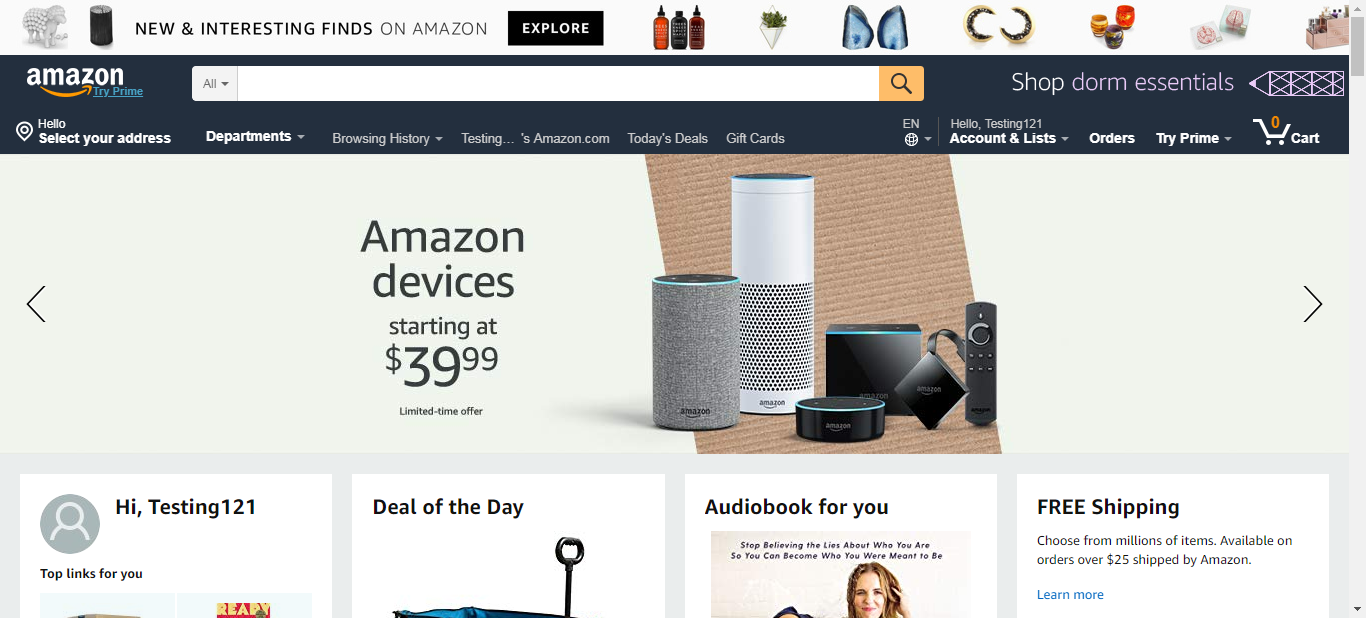 NEW & INTERESTING FINDS ON AMAZON EXPLORE
amazon
Try Prime
All
Shop dorm essentials
Hello
Select your address
Departments
Browsing History
Testing... 's Amazon.com
Today's Deals
Gift Cards
EN
Hello, Testing121
Account & Lists
Orders
Try Prime
0
Cart
Amazon
devices
starting at
$3999
Limited-time offer
amazon
amazon
amazon
amazon
amazon
Hi, Testing121
Top links for you
READY
Deal of the Day
Audiobook for you
Stop Believing the Lies About Who You Are
So You Can Become Who You Were Meant to Be
FREE Shipping
Choose from millions of items. Available on
orders over $25 shipped by Amazon.
Learn more